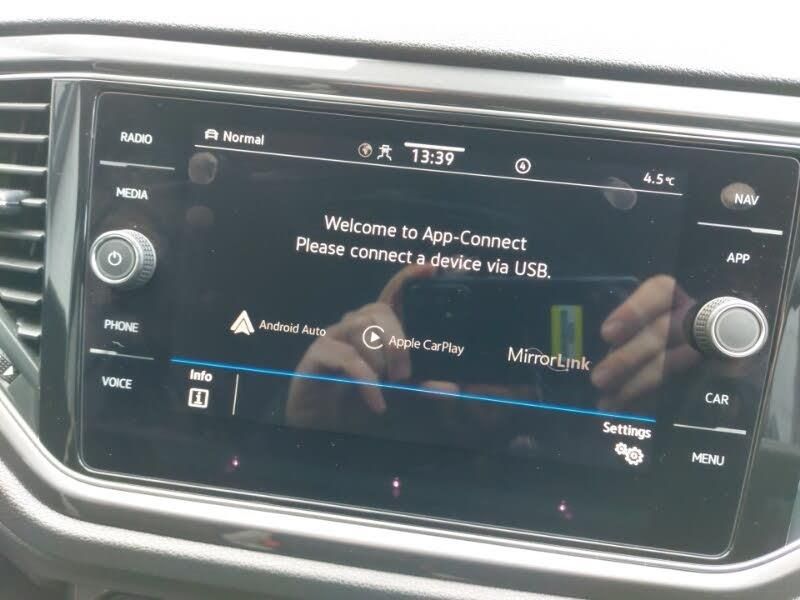 RADIO
MEDIA
PHONE
VOICE
Normal
13:39
4
4.5°C
Welcome to App-Connect
Please connect a device via USB.
Android Auto
Apple CarPlay
MirrorLink
Info
i
Settings
NAV
APP
CAR
MENU